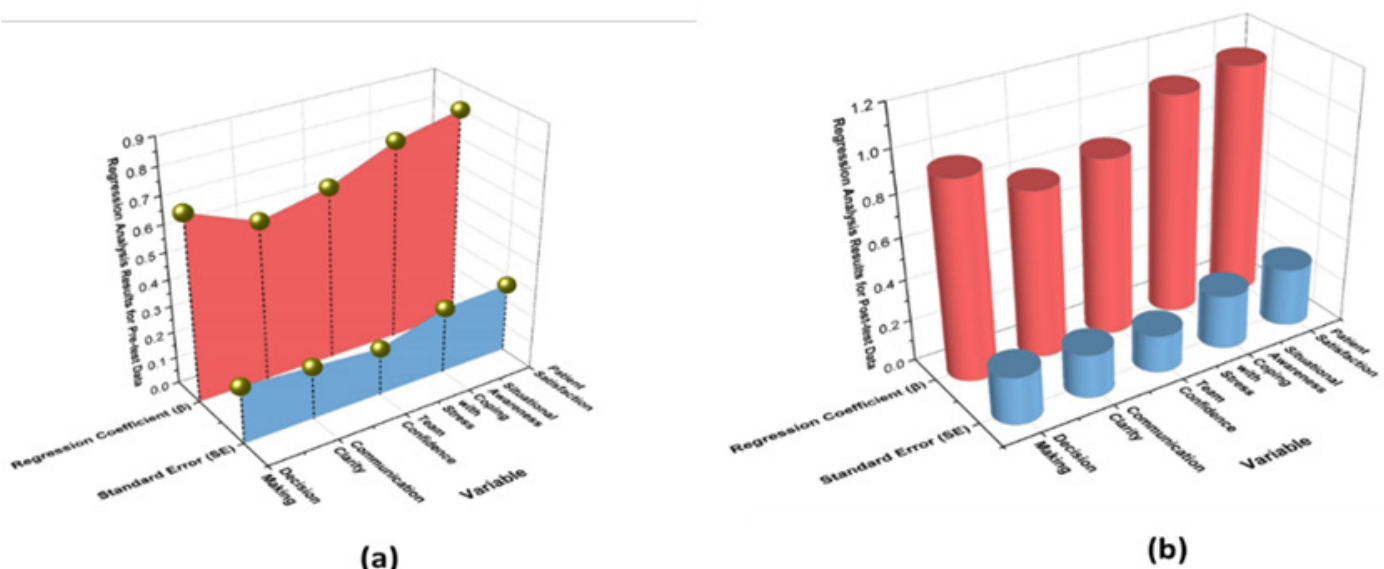 0.9
0.8
0.7
0.6
0.5
0.4
0.3
0.2
0.1
0.0
Regression Analysis Results for Pre-test Data
Regression Coefficient (β)
Standard Error (SE)
Decision
Making
Communication
Clarity
Team
Confidence
Coping
with
Stress
Situational
Awareness
Patient
Satisfaction
Variable
(a)
1.2
1.0
0.8
0.6
0.4
0.2
0.0
Regression Analysis Results for Post-test Data
Regression Coefficient (β)
Standard Error (SE)
Decision
Making
Communication
Clarity
Team
Confidence
Coping
with
Stress
Situational
Awareness
Patient
Satisfaction
Variable
(b)